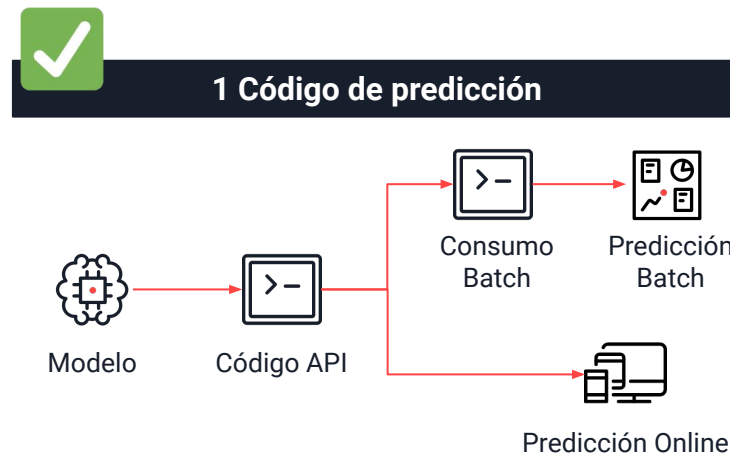 1 Código de predicción
Consumo
Batch
Predicción
Batch
Modelo
Código API
Predicción Online